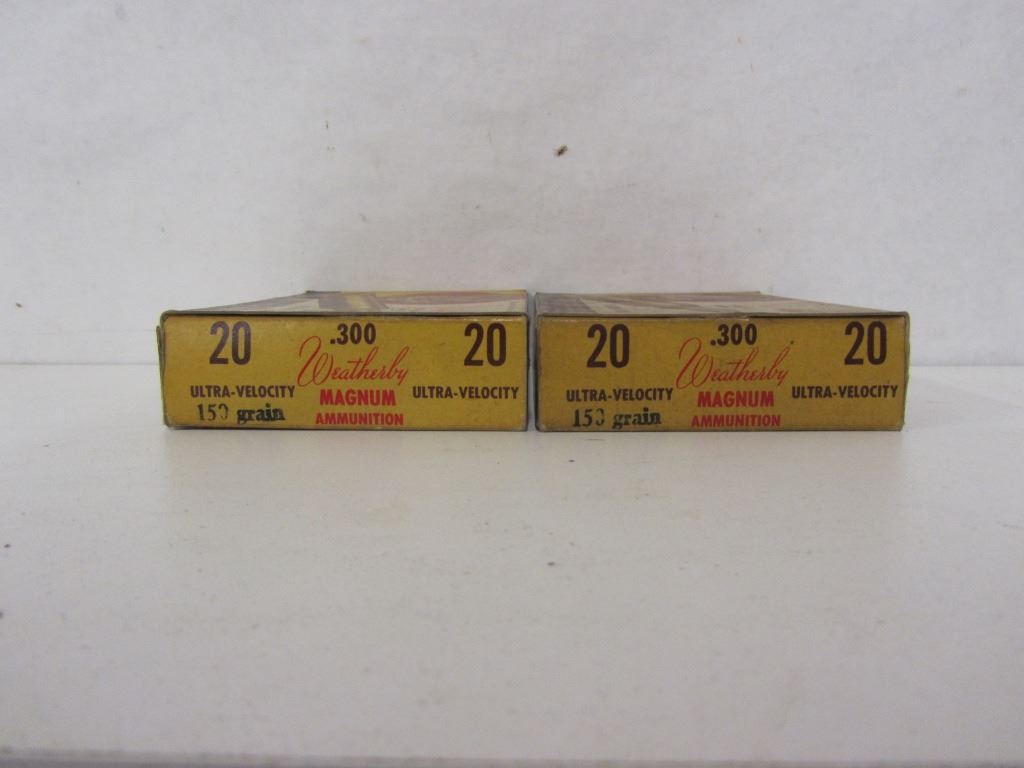 20 .300 20
Weatherby
ULTRA-VELOCITY MAGNUM ULTRA-VELOCITY
150 grain AMMUNITION
20 .300 20
Weatherby
ULTRA-VELOCITY MAGNUM ULTRA-VELOCITY
150 grain AMMUNITION